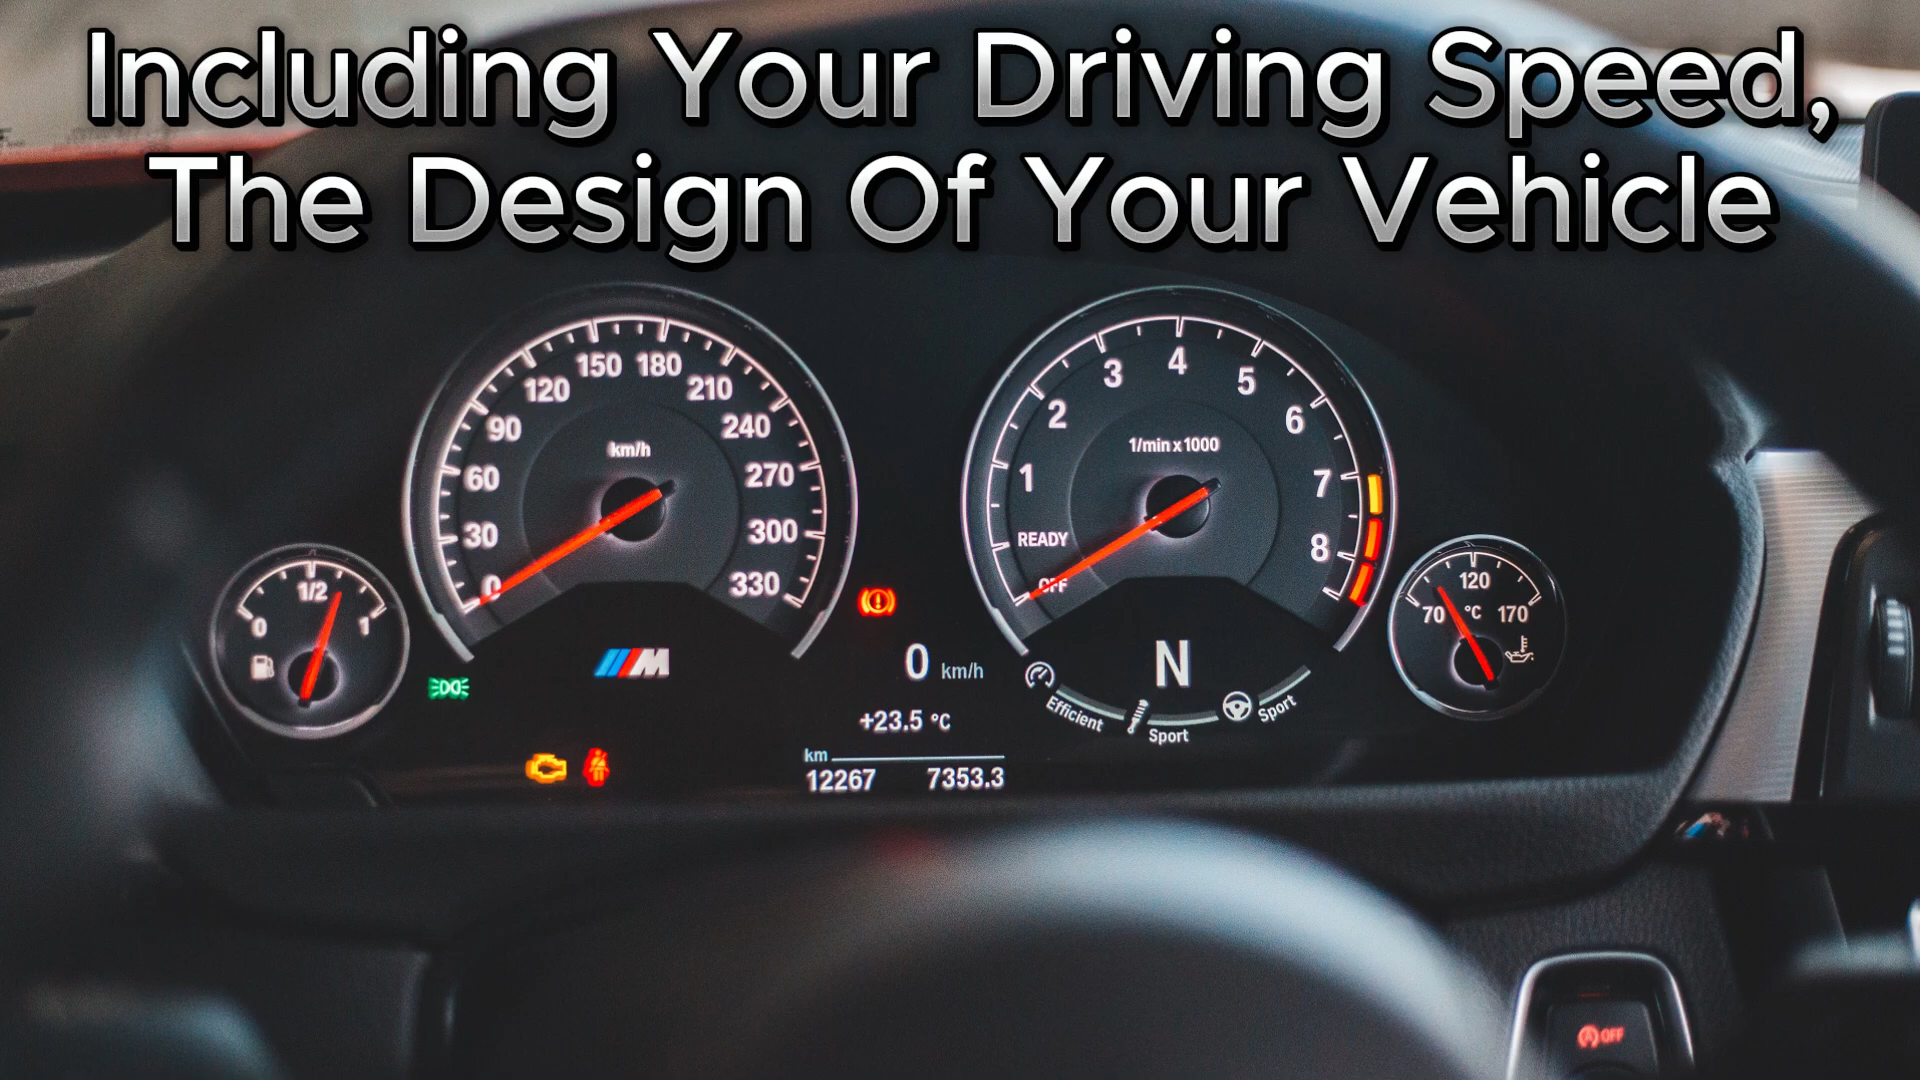 Including Your Driving Speed,
The Design Of Your Vehicle
150 180
120 210
90 240
km/h
60 270
30 300
0 330
4
3 5
2 6
1/min x 1000
1 7
READY 8
OFF
1/2
0 1
120
70 °C 170
M
0 km/h
+23.5 °C
km
12267 7353.3
N
Efficient
Sport
Sport
A OFF